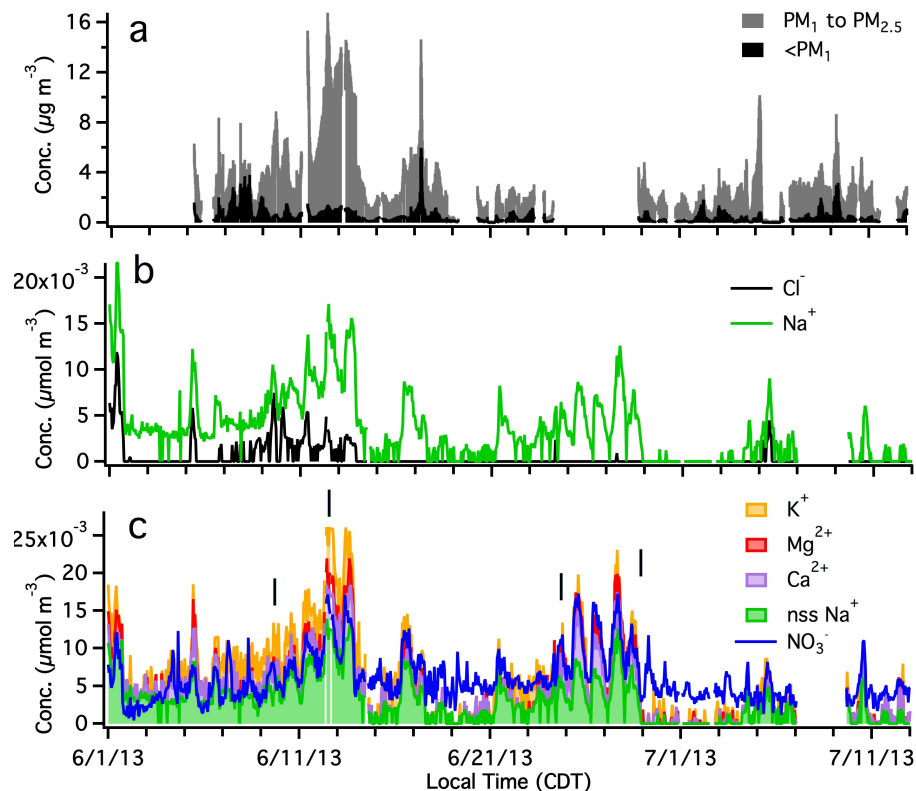 a
16
12
8
4
0
Conc. (µg m⁻³)
PM₁ to PM₂.₅
<PM₁
b
20x10⁻³
15
10
5
0
Conc. (µmol m⁻³)
Cl⁻
Na⁺
c
25x10⁻³
20
15
10
5
0
Conc. (µmol m⁻³)
K⁺
Mg²⁺
Ca²⁺
nss Na⁺
NO₃⁻
6/1/13
6/11/13
6/21/13
7/1/13
7/11/13
Local Time (CDT)